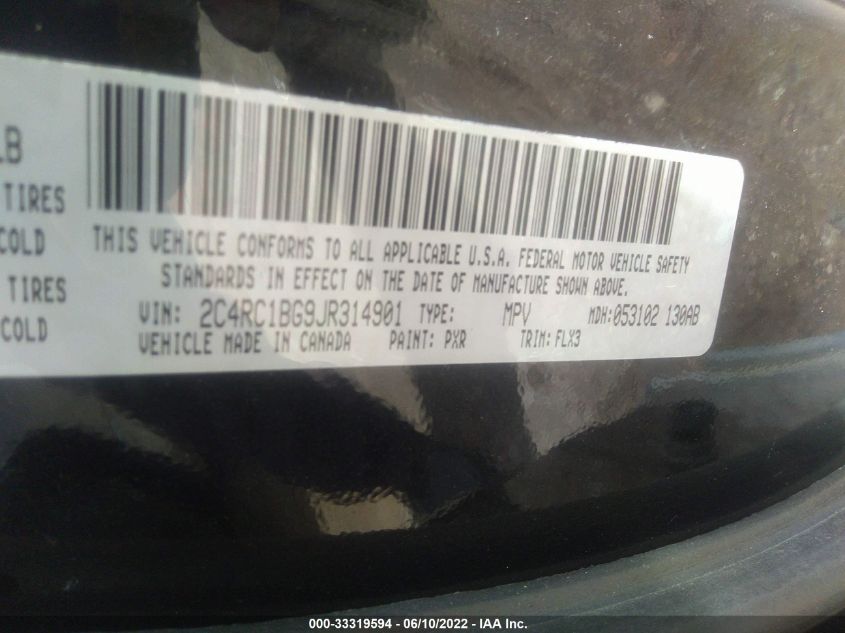 LB
TIRES
COLD
TIRES
COLD
THIS VEHICLE CONFORMS TO ALL APPLICABLE U.S.A. FEDERAL MOTOR VEHICLE SAFETY
STANDARDS IN EFFECT ON THE DATE OF MANUFACTURE SHOWN ABOVE.
VIN: 2C4RC1BG9JR314901 TYPE: MPV MDH:053102 130AB
VEHICLE MADE IN CANADA PAINT: PXR TRIM: FLX3
000-33319594 - 06/10/2022 - IAA Inc.